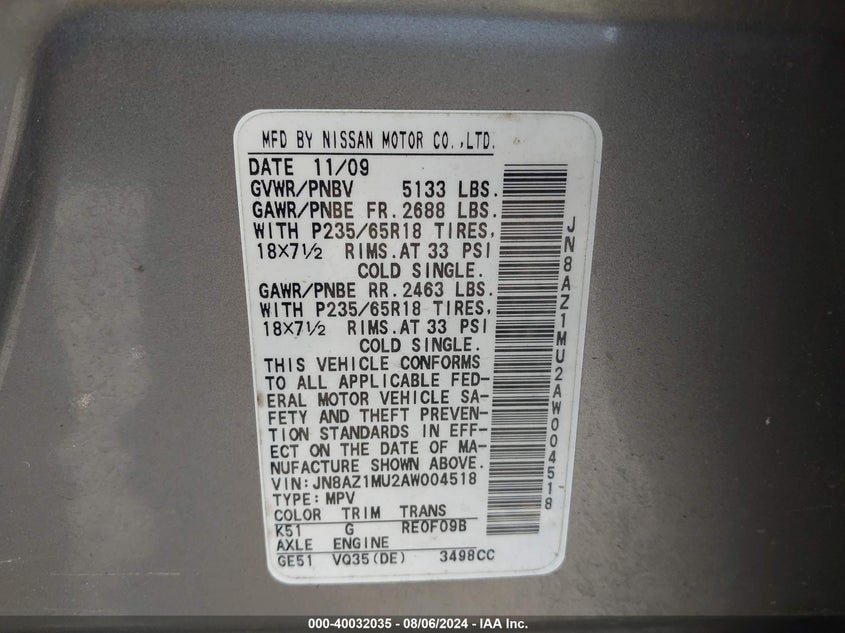 MFD BY NISSAN MOTOR CO.,LTD.
DATE 11/09
GVWR/PNBV 5133 LBS.
GAWR/PNBE FR. 2688 LBS.
WITH P235/65R18 TIRES,
18×7½ RIMS.AT 33 PSI
COLD SINGLE.
GAWR/PNBE RR. 2463 LBS.
WITH P235/65R18 TIRES,
18×7½ RIMS.AT 33 PSI
COLD SINGLE.
THIS VEHICLE CONFORMS
TO ALL APPLICABLE FED-
ERAL MOTOR VEHICLE SA-
FETY AND THEFT PREVEN-
TION STANDARDS IN EFF-
ECT ON THE DATE OF MA-
NUFACTURE SHOWN ABOVE.
VIN:JN8AZ1MU2AW004518
TYPE:MPV
COLOR TRIM TRANS
K51 G RE0F09B
AXLE ENGINE
GE51 VQ35(DE) 3498CC
JN8AZ1MU2AW004518
000-40032035 - 08/06/2024 - IAA Inc.